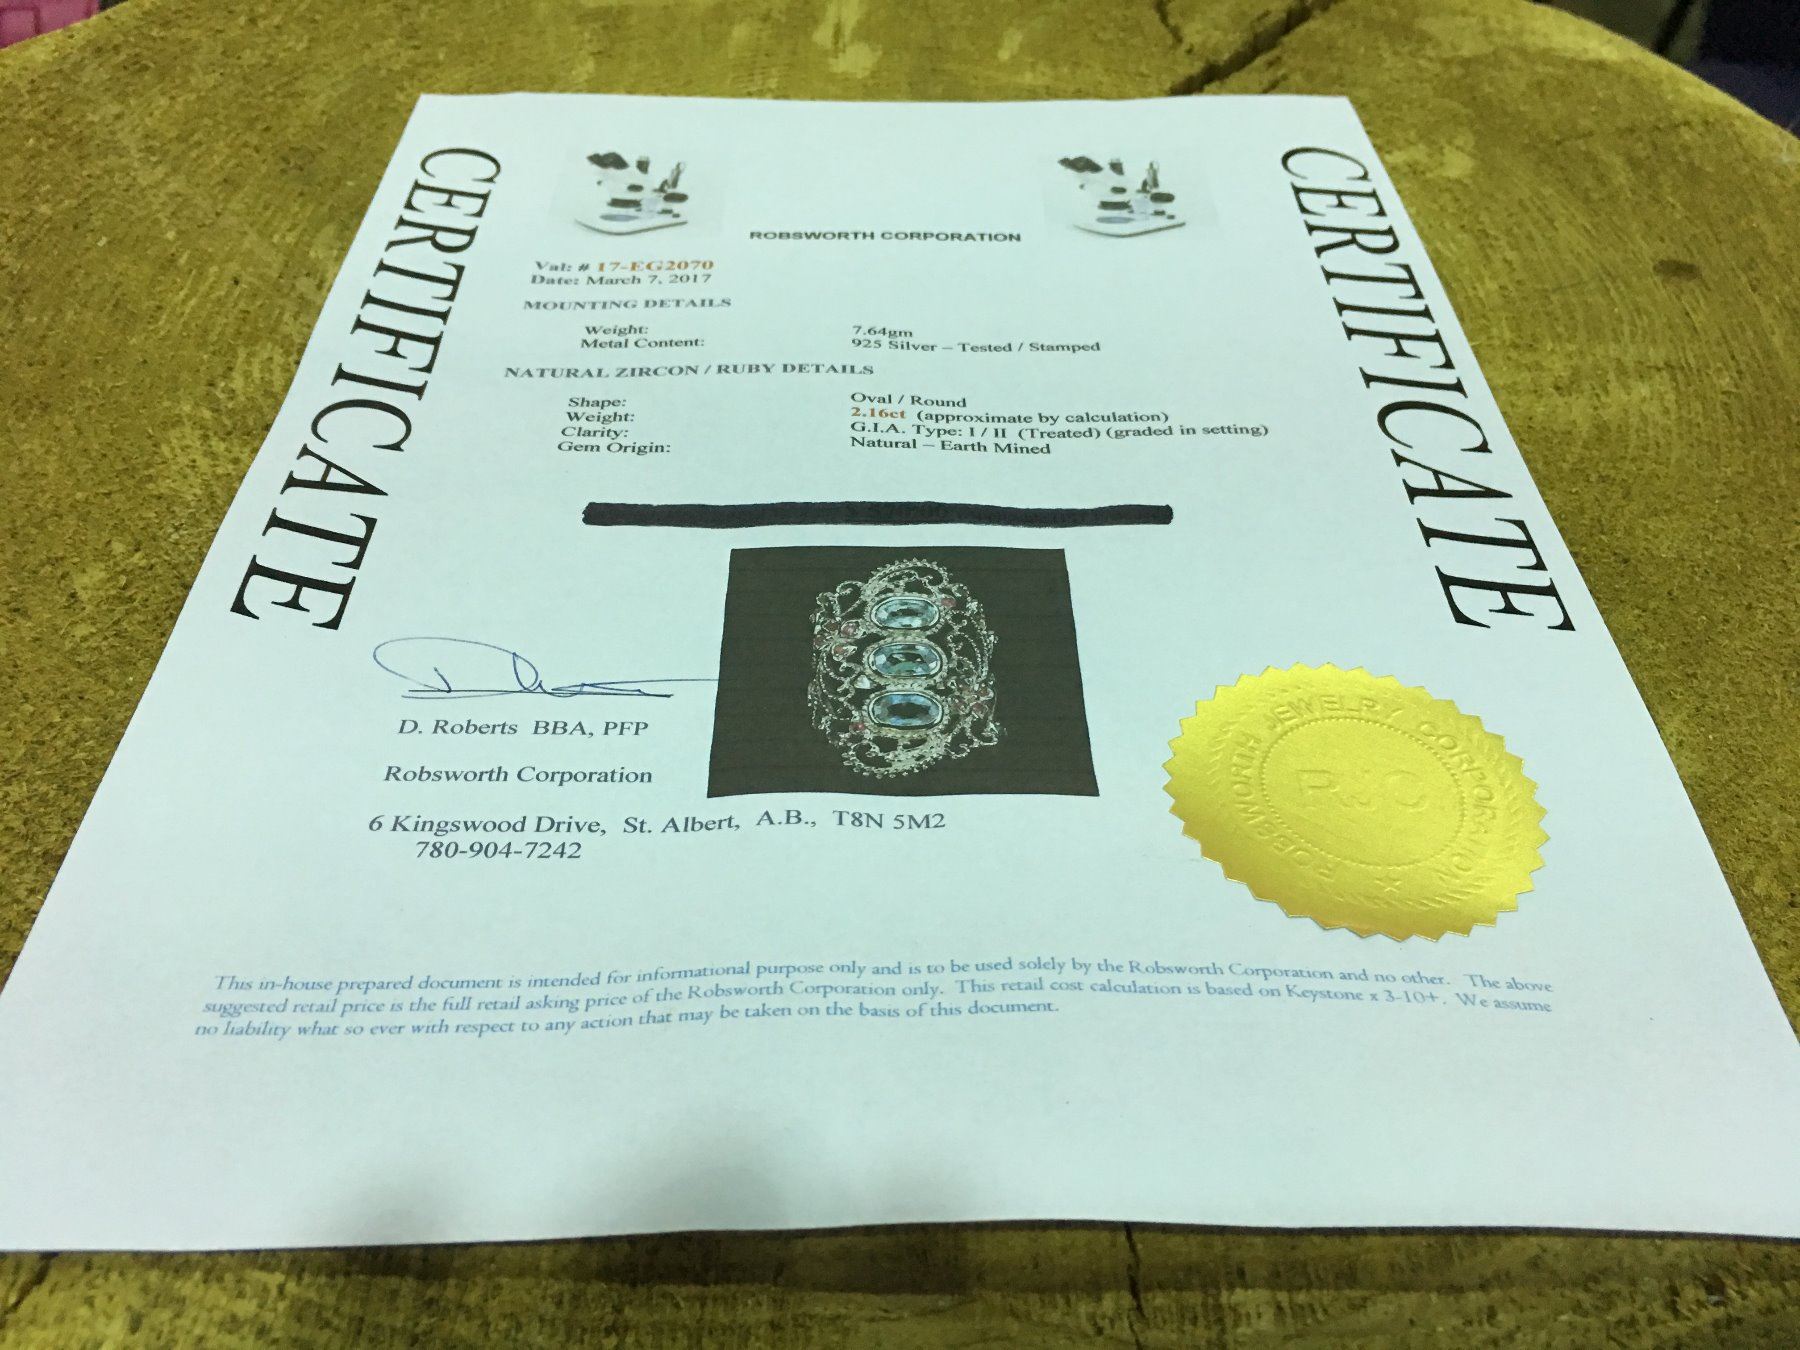 CERTIFICATE
CERTIFICATE
ROBSWORTH CORPORATION
Val: # 17-EG2070
Date: March 7, 2017
MOUNTING DETAILS
Weight: 7.64gm
Metal Content: 925 Silver – Tested / Stamped
NATURAL ZIRCON / RUBY DETAILS
Shape: Oval / Round
Weight: 2.16ct (approximate by calculation)
Clarity: G.I.A. Type: I / II (Treated) (graded in setting)
Gem Origin: Natural – Earth Mined
D. Roberts BBA, PFP
Robsworth Corporation
6 Kingswood Drive, St. Albert, A.B., T8N 5M2
780-904-7242
ROBSWORTH JEWELRY CORPORATION
This in-house prepared document is intended for informational purpose only and is to be used solely by the Robsworth Corporation and no other. The above
suggested retail price is the full retail asking price of the Robsworth Corporation only. This retail cost calculation is based on Keystone x 3-10+. We assume
no liability what so ever with respect to any action that may be taken on the basis of this document.